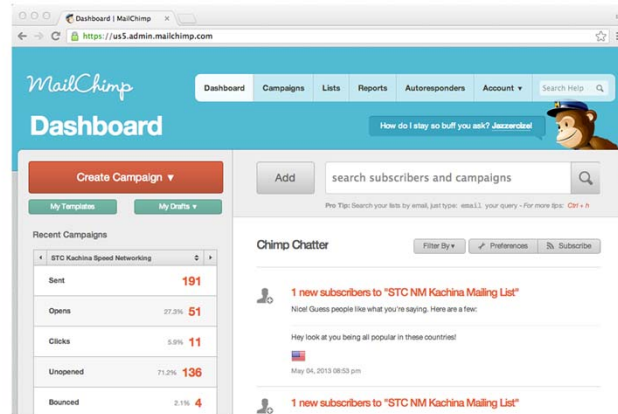 Dashboard | MailChimp
https://us5.admin.mailchimp.com
MailChimp
Dashboard Campaigns Lists Reports Autoresponders Account Search Help
Dashboard
How do I stay so buff you ask? Jazzercize!
Create Campaign
Add search subscribers and campaigns
My Templates My Drafts
Pro Tip: Search your lists by email, just type: email your query - For more tips: Ctrl + h
Recent Campaigns
Chimp Chatter Filter By Preferences Subscribe
STC Kachina Speed Networking
Sent 191
1 new subscribers to "STC NM Kachina Mailing List"
Nice! Guess people like what you're saying. Here are a few:
Opens 27.3% 51
Hey look at you being all popular in these countries!
Clicks 5.9% 11
May 04, 2013 08:53 pm
Unopened 71.2% 136
Bounced 2.1% 4
1 new subscribers to "STC NM Kachina Mailing List"